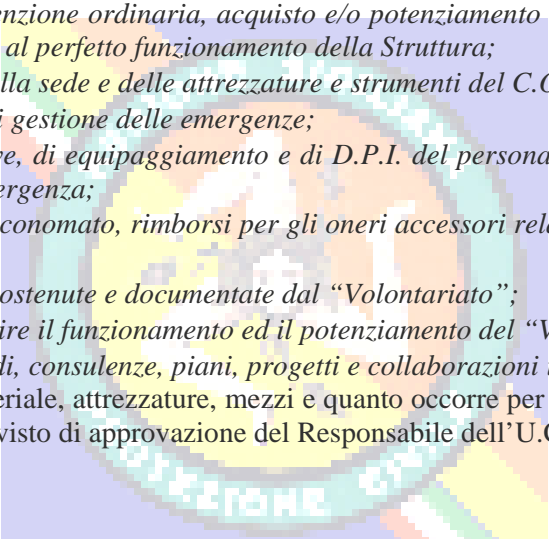 enzione ordinaria, acquisto e/o potenziamento
al perfetto funzionamento della Struttura;
lla sede e delle attrezzature e strumenti del C.O
i gestione delle emergenze;
ve, di equipaggiamento e di D.P.I. del persona
ergenza;
conomato, rimborsi per gli oneri accessori rela
ostenute e documentate dal “Volontariato”;
ire il funzionamento ed il potenziamento del “V
di, consulenze, piani, progetti e collaborazioni
eriale, attrezzature, mezzi e quanto occorre per
visto di approvazione del Responsabile dell’U.O